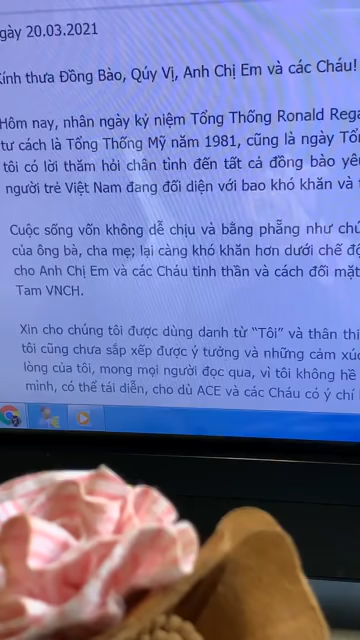 gày 20.03.2021
Kính thưa Đồng Bào, Qúy Vị, Anh Chị Em và các Cháu!
Hôm nay, nhân ngày kỷ niệm Tổng Thống Ronald
tư cách là Tổng Thống Mỹ năm 1981, cũng là ngày
tôi có lời thăm hỏi chân tình đến tất cả đồng bào
người trẻ Việt Nam đang đối diện với bao khó khăn và
Cuộc sống vốn không dễ chịu và bằng phẳng như
của ông bà, cha mẹ; lại càng khó khăn hơn dưới chế
cho Anh Chị Em và các Cháu tinh thần và cách đối mặt
Tam VNCH.
Xin cho chúng tôi được dùng danh từ “Tôi” và thân
tôi cũng chưa sắp xếp được ý tưởng và những cảm
lòng của tôi, mong mọi người đọc qua, vì tôi không hề
mình, có thể tái diễn, cho dù ACE và các Cháu có ý chí